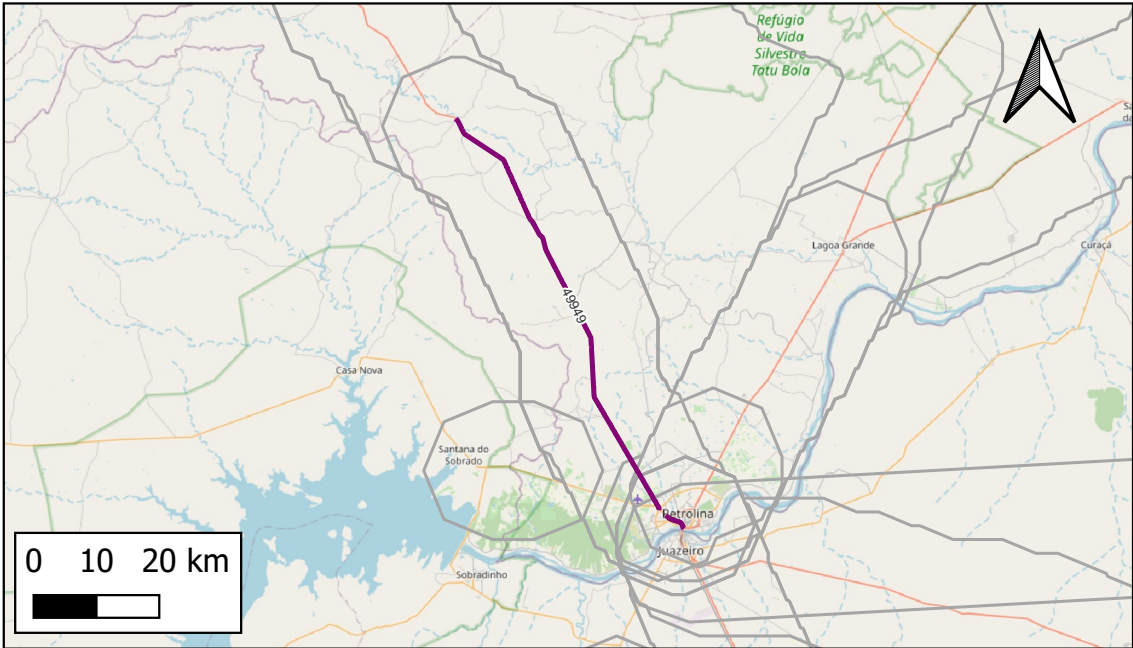 Refúgio
de Vida
Silvestre
Tatu Bola
Lagoa Grande
Curaçá
49949
Casa Nova
Santana do
Sobrado
Petrolina
Juazeiro
Sobradinho
0 10 20 km